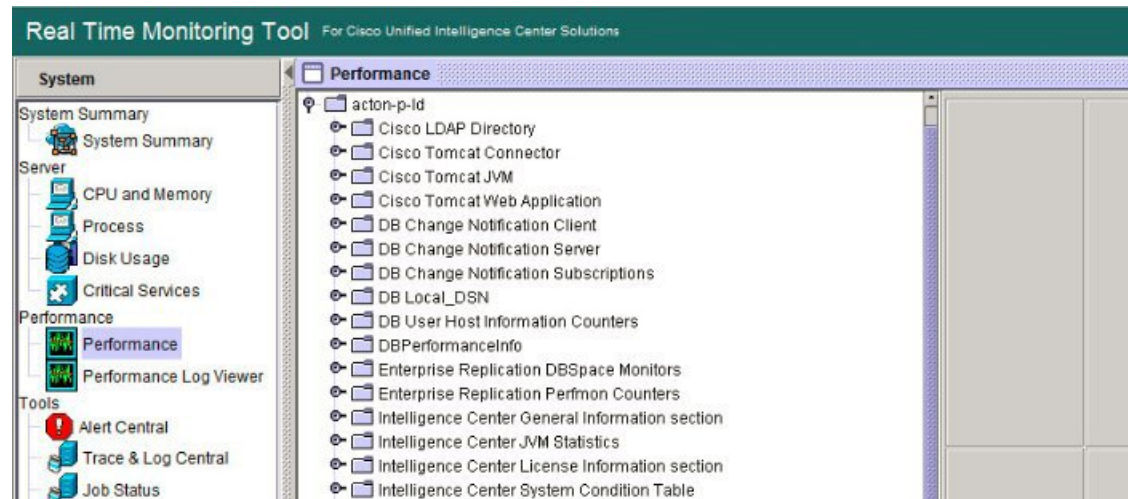 Real Time Monitoring Tool For Cisco Unified Intelligence Center Solutions
System
System Summary
System Summary
Server
CPU and Memory
Process
Disk Usage
Critical Services
Performance
Performance
Performance Log Viewer
Tools
Alert Central
Trace & Log Central
Job Status
Performance
acton-p-ld
Cisco LDAP Directory
Cisco Tomcat Connector
Cisco Tomcat JVM
Cisco Tomcat Web Application
DB Change Notification Client
DB Change Notification Server
DB Change Notification Subscriptions
DB Local_DSN
DB User Host Information Counters
DBPerformanceInfo
Enterprise Replication DBSpace Monitors
Enterprise Replication Perfmon Counters
Intelligence Center General Information section
Intelligence Center JVM Statistics
Intelligence Center License Information section
Intelligence Center System Condition Table